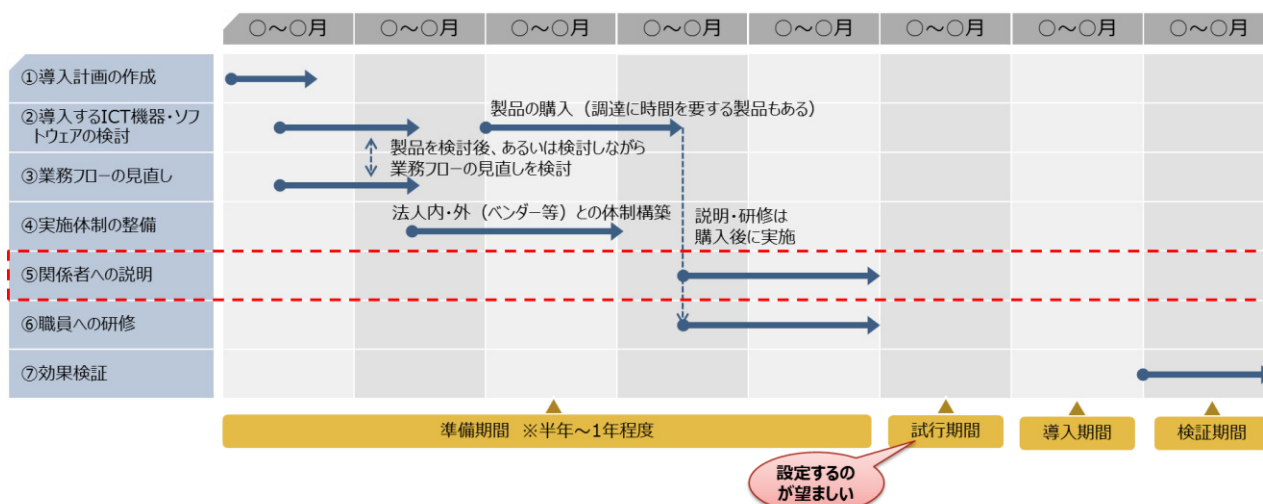 〇～〇月 〇～〇月 〇～〇月 〇～〇月 〇～〇月 〇～〇月 〇～〇月 〇～〇月
①導入計画の作成
②導入するICT機器・ソフ
トウェアの検討
製品の購入（調達に時間を要する製品もある）
製品を検討後、あるいは検討しながら
業務フローの見直しを検討
③業務フローの見直し
④実施体制の整備
法人内・外（ベンダー等）との体制構築
説明・研修は
購入後に実施
⑤関係者への説明
⑥職員への研修
⑦効果検証
準備期間 ※半年～1年程度
試行期間
導入期間
検証期間
設定するの
が望ましい